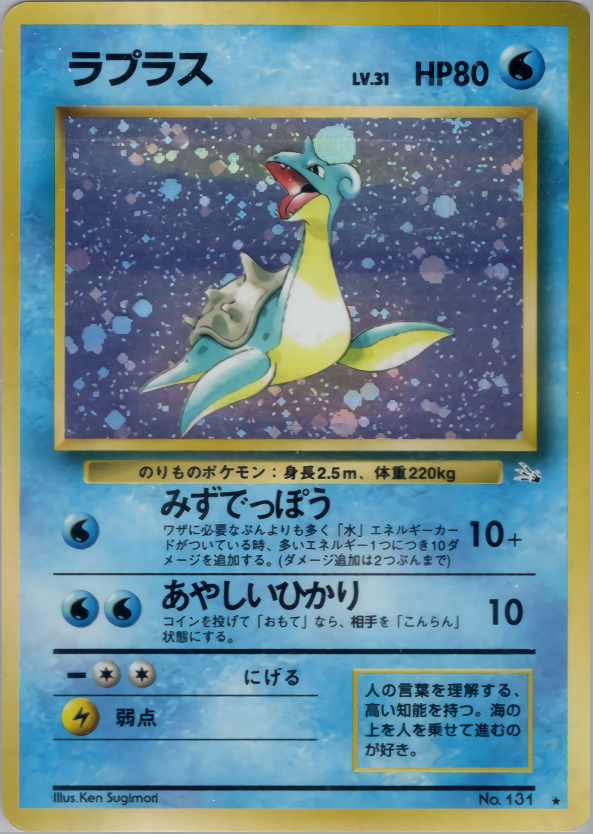 ラプラス LV.31 HP80
のりものポケモン：身長2.5m、体重220kg
みずでっぽう
ワザに必要なぶんよりも多く「水」エネルギーカー
ドがついている時、多いエネルギー1つにつき10ダ
メージを追加する。(ダメージ追加は2つぶんまで)
10+
あやしいひかり
コインを投げて「おもて」なら、相手を「こんらん」
状態にする。
10
にげる
弱点
人の言葉を理解する、
高い知能を持つ。海の
上を人を乗せて進むの
が好き。
Illus.Ken Sugimori
No. 131 ★